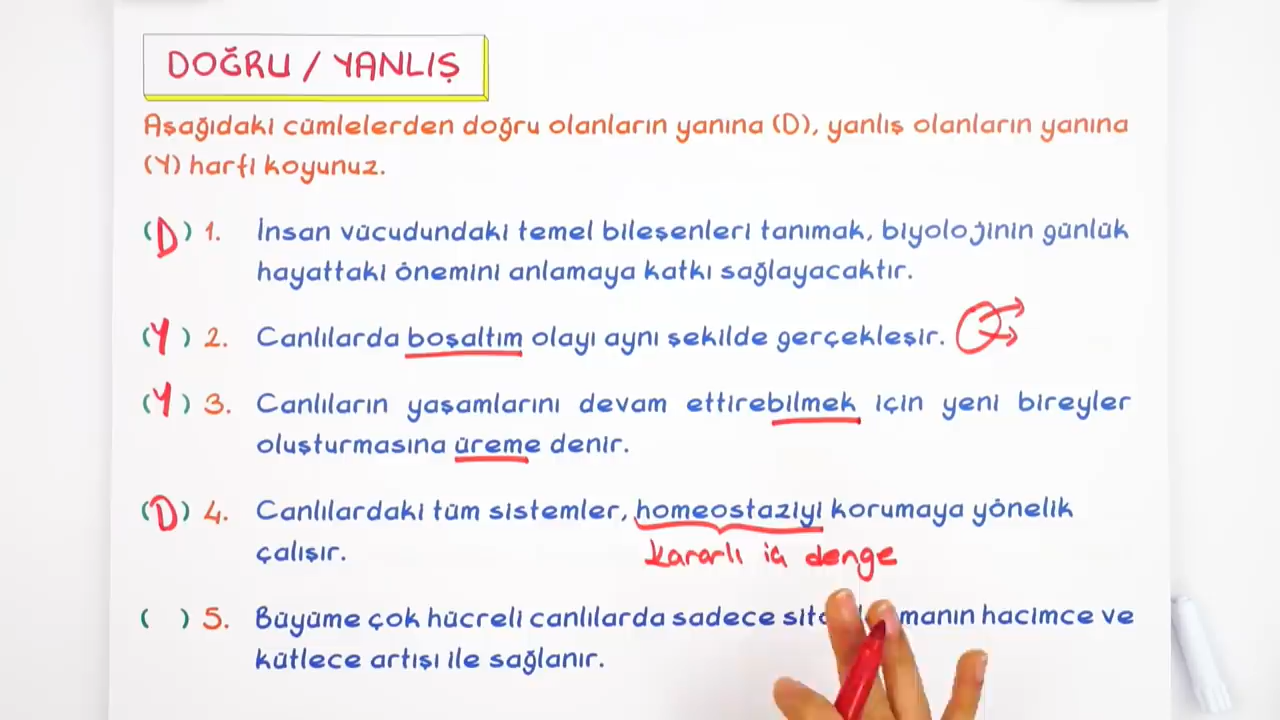 DOĞRU / YANLIŞ
Aşağıdaki cümlelerden doğru olanların yanına (D), yanlış olanların yanına
(Y) harfi koyunuz.
(D) 1. İnsan vücudundaki temel bileşenleri tanımak, biyolojinin günlük
hayattaki önemini anlamaya katkı sağlayacaktır.
(Y) 2. Canlılarda boşaltım olayı aynı şekilde gerçekleşir.
(Y) 3. Canlıların yaşamlarını devam ettirebilmek için yeni bireyler
oluşturmasına üreme denir.
(D) 4. Canlılardaki tüm sistemler, homeostaziyi korumaya yönelik
çalışır.
kararlı iç denge
( ) 5. Büyüme çok hücreli canlılarda sadece hacimce ve
kütlece artışı ile sağlanır.